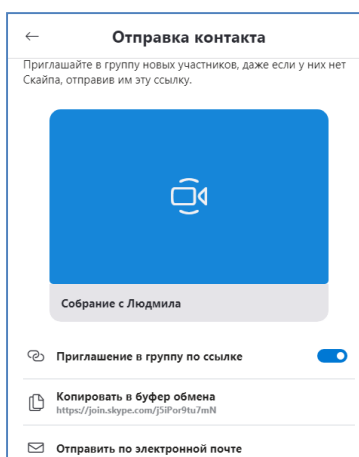 Отправка контакта
Приглашайте в группу новых участников, даже если у них нет
Скайпа, отправив им эту ссылку.
Собрание с Людмила
Приглашение в группу по ссылке
Копировать в буфер обмена
https://join.skype.com/j5iPor9tu7mN
Отправить по электронной почте